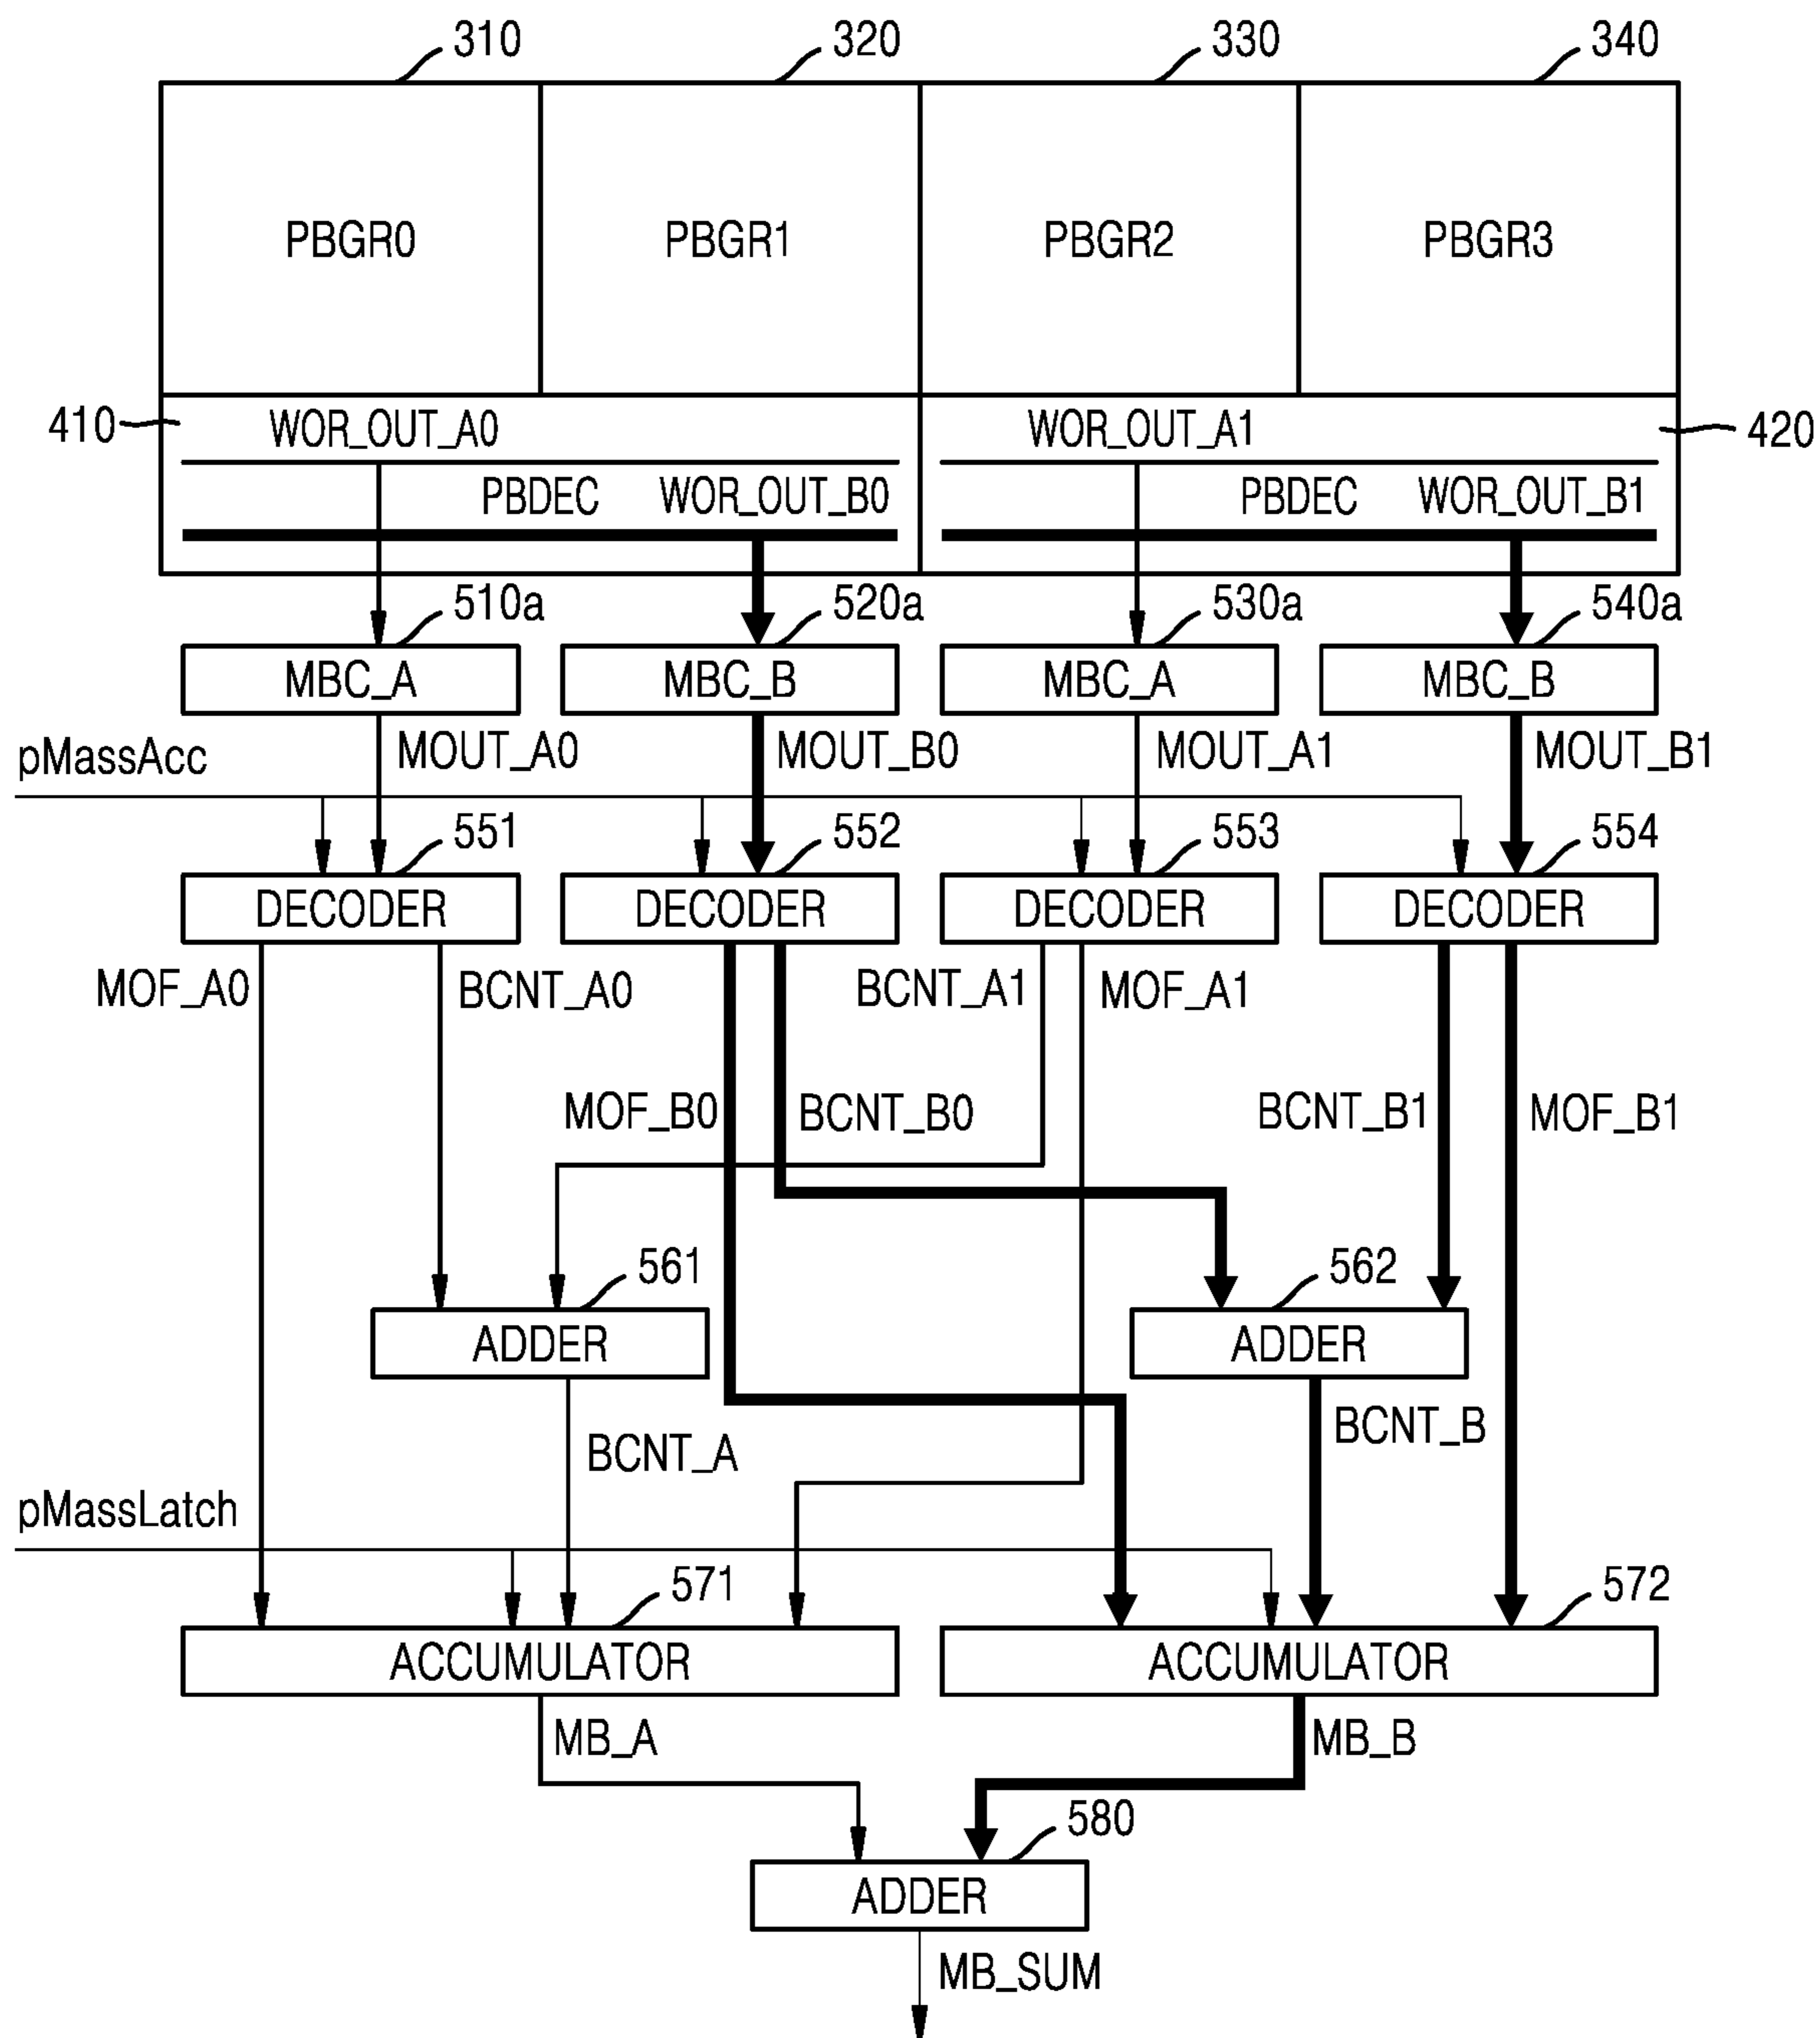 310 320 330 340
PBGR0 PBGR1 PBGR2 PBGR3
410 WOR_OUT_A0 WOR_OUT_A1 420
PBDEC WOR_OUT_B0 PBDEC WOR_OUT_B1
510a 520a 530a 540a
MBC_A MBC_B MBC_A MBC_B
pMassAcc MOUT_A0 MOUT_B0 MOUT_A1 MOUT_B1
551 552 553 554
DECODER DECODER DECODER DECODER
MOF_A0 BCNT_A0 BCNT_A1 MOF_A1
MOF_B0 BCNT_B0 BCNT_B1 MOF_B1
561 562
ADDER ADDER
BCNT_A BCNT_B
pMassLatch
571 572
ACCUMULATOR ACCUMULATOR
MB_A MB_B
580
ADDER
MB_SUM